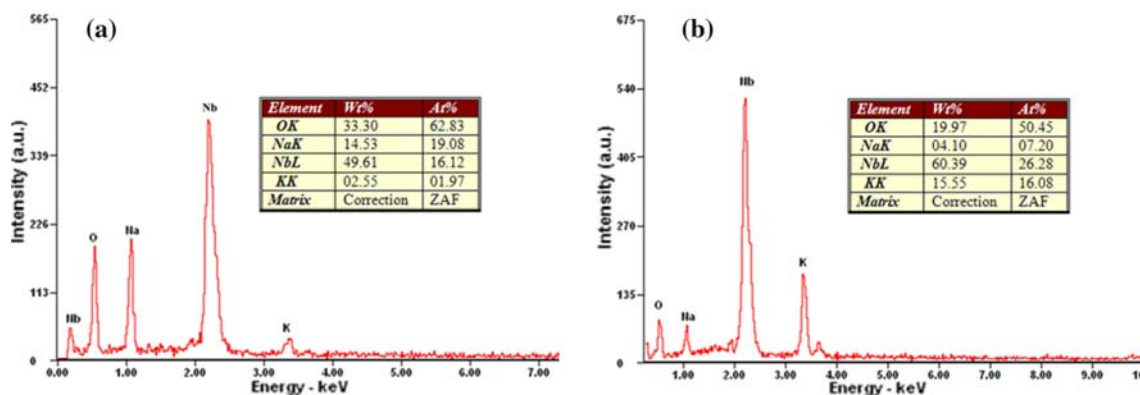 (a)
565
452
339
226
113
0
Intensity (a.u.)
Nb
O
Na
Nb
K
Element Wt% At%
OK 33.30 62.83
NaK 14.53 19.08
NbL 49.61 16.12
KK 02.55 01.97
Matrix Correction ZAF
0.00 1.00 2.00 3.00 4.00 5.00 6.00 7.00
Energy - keV
(b)
675
540
405
270
135
0
Intensity (a.u.)
O
Na
Nb
K
Element Wt% At%
OK 19.97 50.45
NaK 04.10 07.20
NbL 60.39 26.28
KK 15.55 16.08
Matrix Correction ZAF
1.00 2.00 3.00 4.00 5.00 6.00 7.00 8.00 9.00 10
Energy - keV